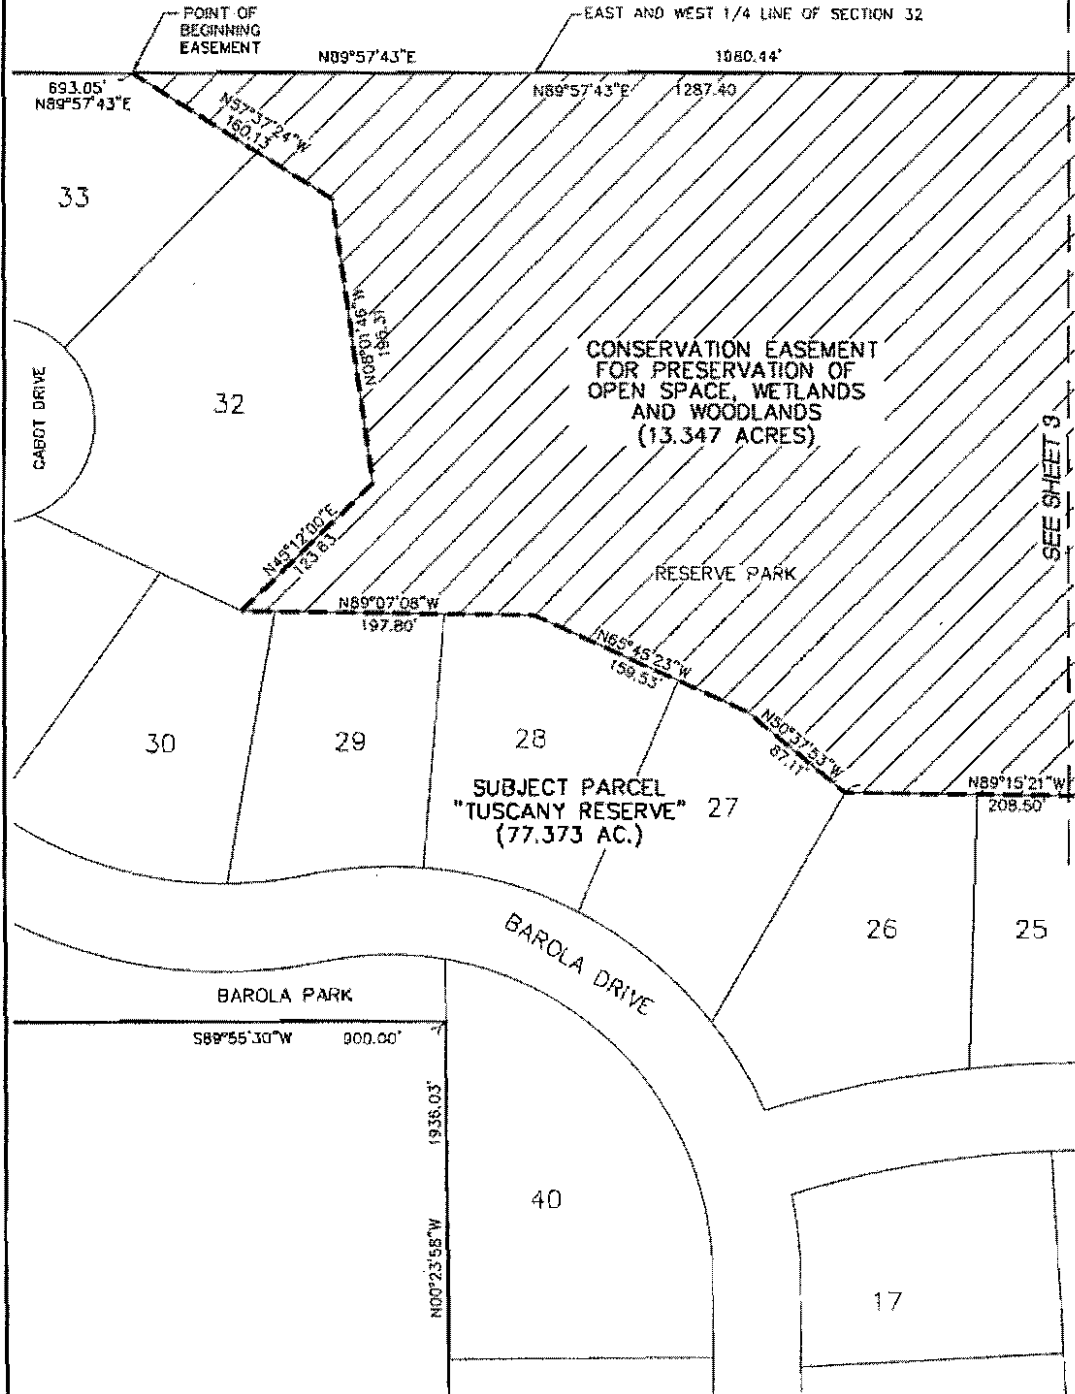 POINT OF
BEGINNING
EASEMENT
EAST AND WEST 1/4 LINE OF SECTION 32
N89°57'43"E
1080.44'
693.05'
N89°57'43"E
N89°57'43"E
1287.40
N57°37'24"W
160.13'
33
N08°01'46"W
196.31'
CONSERVATION EASEMENT
FOR PRESERVATION OF
OPEN SPACE, WETLANDS
AND WOODLANDS
(13.347 ACRES)
CABOT DRIVE
32
SEE SHEET 3
N45°12'00"E
123.83
RESERVE PARK
N89°07'08"W
197.80'
N65°45'23"W
159.53'
N50°37'53"W
87.11'
N89°15'21"W
208.50'
30
29
28
27
SUBJECT PARCEL
"TUSCANY RESERVE"
(77.373 AC.)
26
25
BAROLA DRIVE
BAROLA PARK
S89°55'30"W
900.00'
1936.03'
N00°23'58"W
40
17